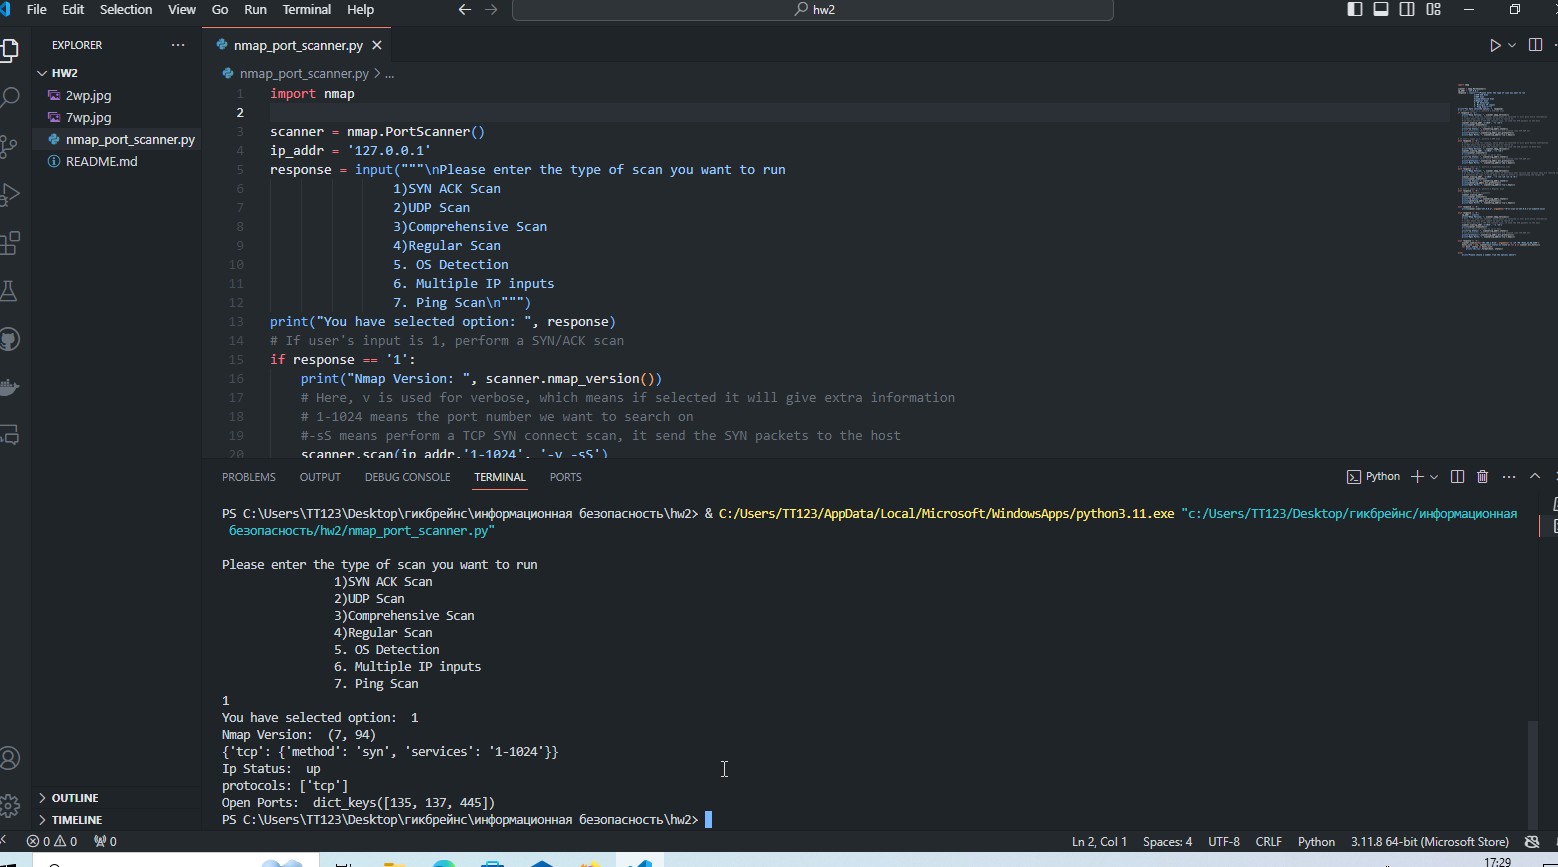 File Edit Selection View Go Run Terminal Help
hw2
EXPLORER
HW2
2wp.jpg
7wp.jpg
nmap_port_scanner.py
README.md
OUTLINE
TIMELINE
nmap_port_scanner.py
nmap_port_scanner.py > ...
1 import nmap
2
3 scanner = nmap.PortScanner()
4 ip_addr = '127.0.0.1'
5 response = input("""\nPlease enter the type of scan you want to run
6 1)SYN ACK Scan
7 2)UDP Scan
8 3)Comprehensive Scan
9 4)Regular Scan
10 5. OS Detection
11 6. Multiple IP inputs
12 7. Ping Scan\n""")
13 print("You have selected option: ", response)
14 # If user's input is 1, perform a SYN/ACK scan
15 if response == '1':
16 print("Nmap Version: ", scanner.nmap_version())
17 # Here, v is used for verbose, which means if selected it will give extra information
18 # 1-1024 means the port number we want to search on
19 #-sS means perform a TCP SYN connect scan, it send the SYN packets to the host
20 scanner.scan(ip_addr,'1-1024', '-v -sS')
PROBLEMS OUTPUT DEBUG CONSOLE TERMINAL PORTS
Python
PS C:\Users\TT123\Desktop\гикбрейнс\информационная безопасность\hw2> & C:/Users/TT123/AppData/Local/Microsoft/WindowsApps/python3.11.exe "c:/Users/TT123/Desktop/гикбрейнс/информационная
безопасность/hw2/nmap_port_scanner.py"
Please enter the type of scan you want to run
1)SYN ACK Scan
2)UDP Scan
3)Comprehensive Scan
4)Regular Scan
5. OS Detection
6. Multiple IP inputs
7. Ping Scan
1
You have selected option:  1
Nmap Version:  (7, 94)
{'tcp': {'method': 'syn', 'services': '1-1024'}}
Ip Status:  up
protocols: ['tcp']
Open Ports:  dict_keys([135, 137, 445])
PS C:\Users\TT123\Desktop\гикбрейнс\информационная безопасность\hw2>
0 0 0
Ln 2, Col 1 Spaces: 4 UTF-8 CRLF Python 3.11.8 64-bit (Microsoft Store)
17:29